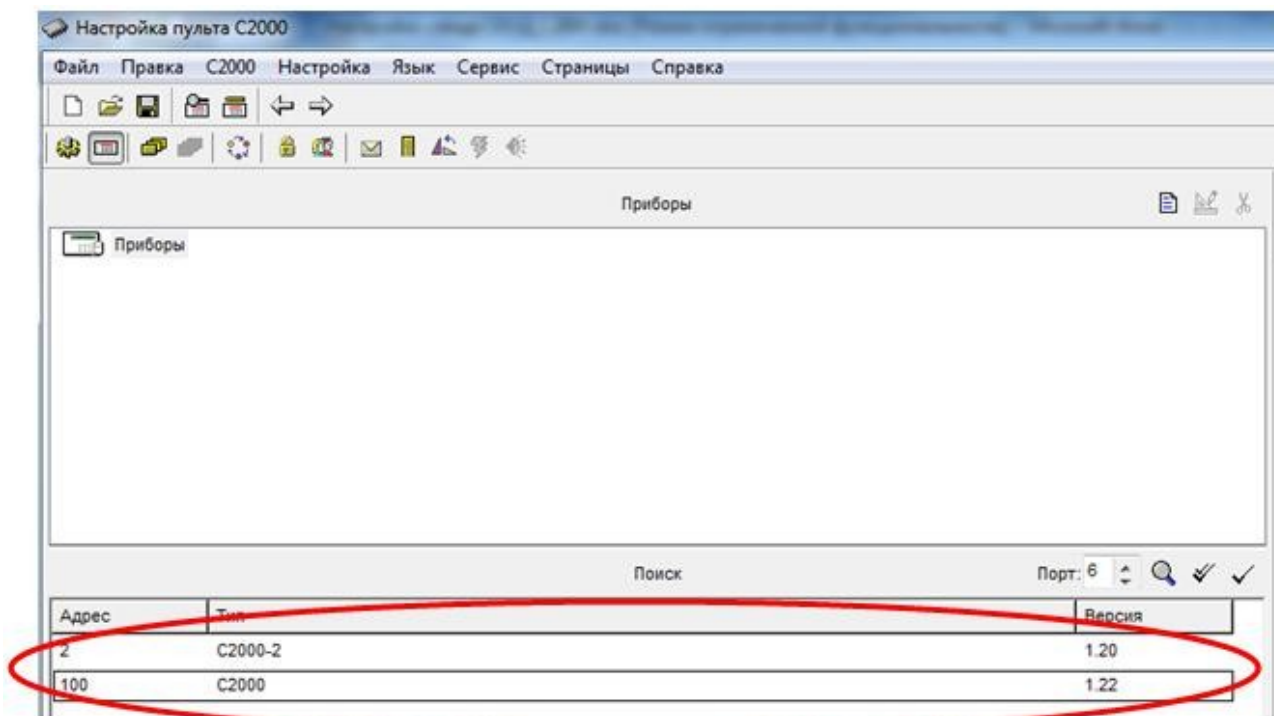 Настройка пульта С2000
Файл Правка С2000 Настройка Язык Сервис Страницы Справка
Приборы
Приборы
Поиск Порт: 6
Адрес Тип Версия
2 С2000-2 1.20
100 С2000 1.22